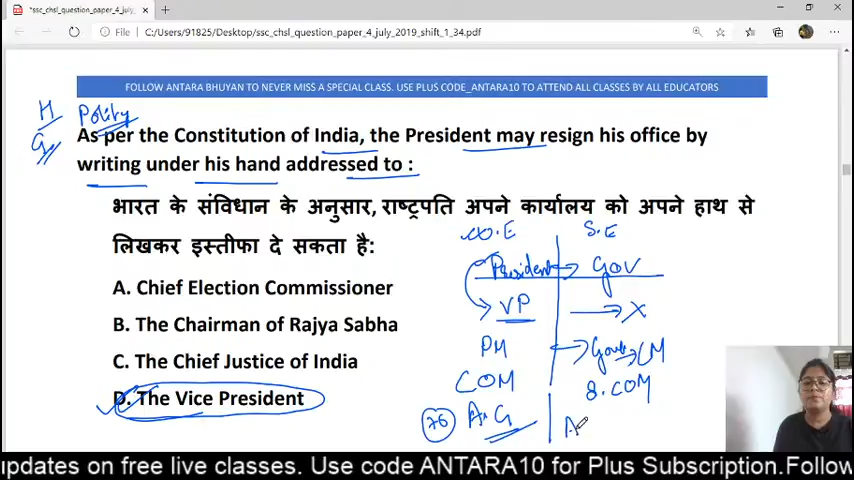 *ssc_chsl_question_paper_4_july_2019_shift_1_34.pdf
File
C:/Users/91825/Desktop/ssc_chsl_question_paper_4_july_2019_shift_1_34.pdf
FOLLOW ANTARA BHUYAN TO NEVER MISS A SPECIAL CLASS. USE PLUS CODE_ANTARA10 TO ATTEND ALL CLASSES BY ALL EDUCATORS
H Polity
G
As per the Constitution of India, the President may resign his office by
writing under his hand addressed to :
भारत के संविधान के अनुसार, राष्ट्रपति अपने कार्यालय को अपने हाथ से
लिखकर इस्तीफा दे सकता है:
S.E
A. Chief Election Commissioner
President GOV
B. The Chairman of Rajya Sabha
VP X
C. The Chief Justice of India
PM CM
D. The Vice President
COM S.COM
76 A.G A
updates on free live classes. Use code ANTARA10 for Plus Subscription.Follow